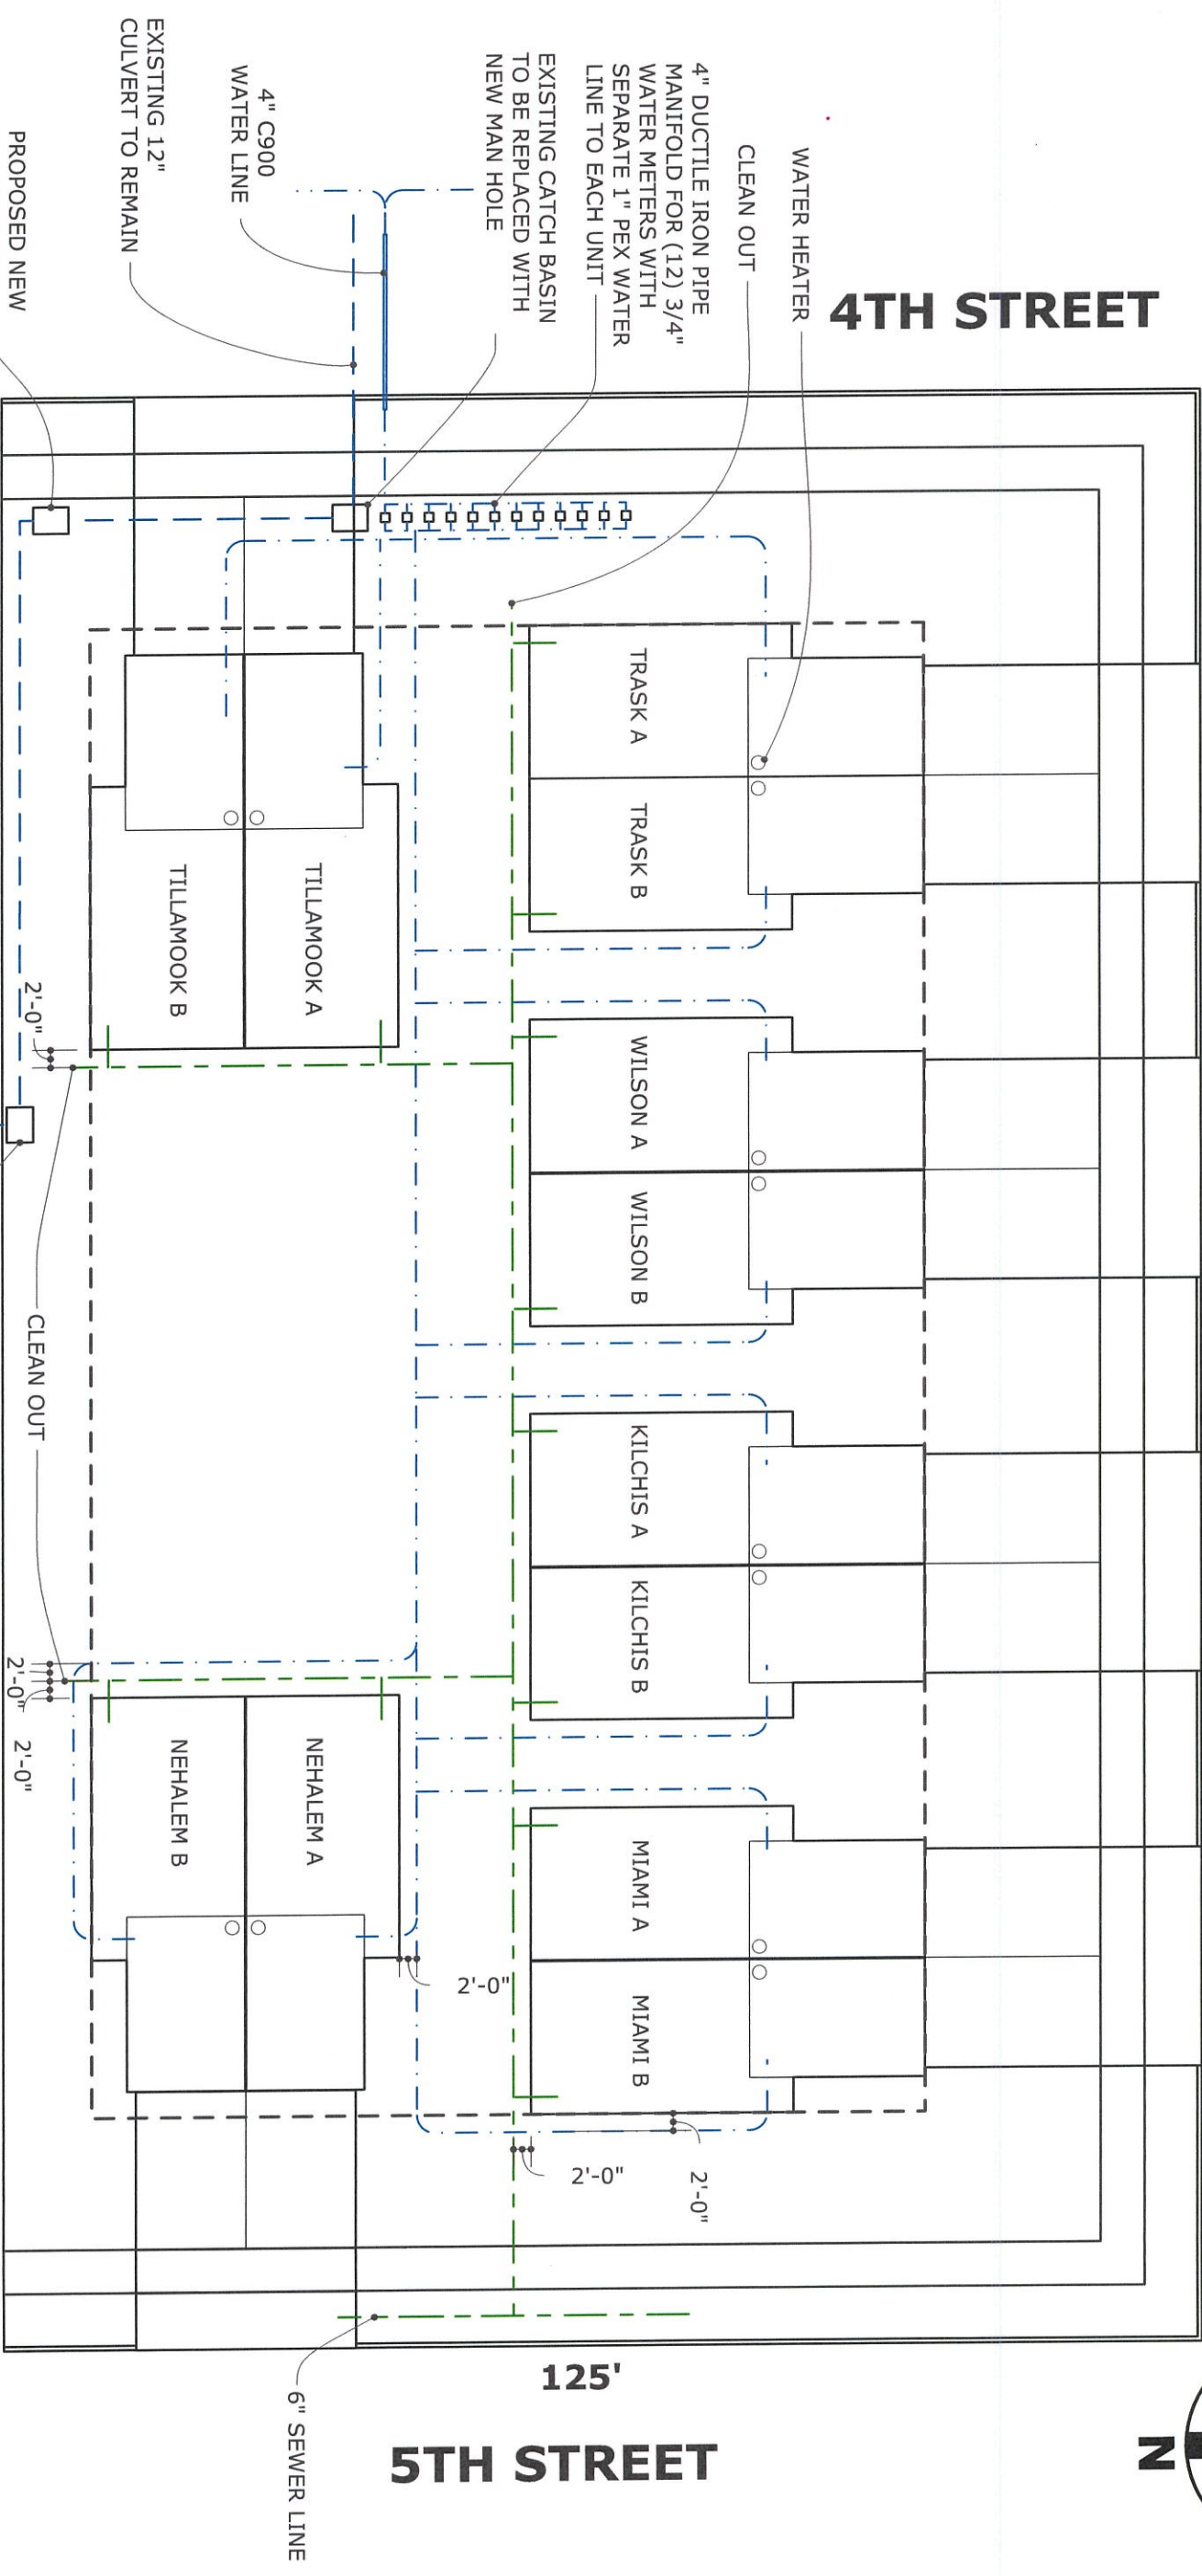 4TH STREET
WATER HEATER
CLEAN OUT
4" DUCTILE IRON PIPE
MANIFOLD FOR (12) 3/4"
WATER METERS WITH
SEPARATE 1" PEX WATER
LINE TO EACH UNIT
EXISTING CATCH BASIN
TO BE REPLACED WITH
NEW MAN HOLE
4" C900
WATER LINE
EXISTING 12"
CULVERT TO REMAIN
PROPOSED NEW
TRASK A
TRASK B
TILLAMOOK A
TILLAMOOK B
2'-0"
WILSON A
WILSON B
CLEAN OUT
KILCHIS A
KILCHIS B
2'-0"
2'-0"
NEHALEM A
NEHALEM B
MIAMI A
MIAMI B
2'-0"
2'-0"
2'-0"
125'
5TH STREET
6" SEWER LINE
N